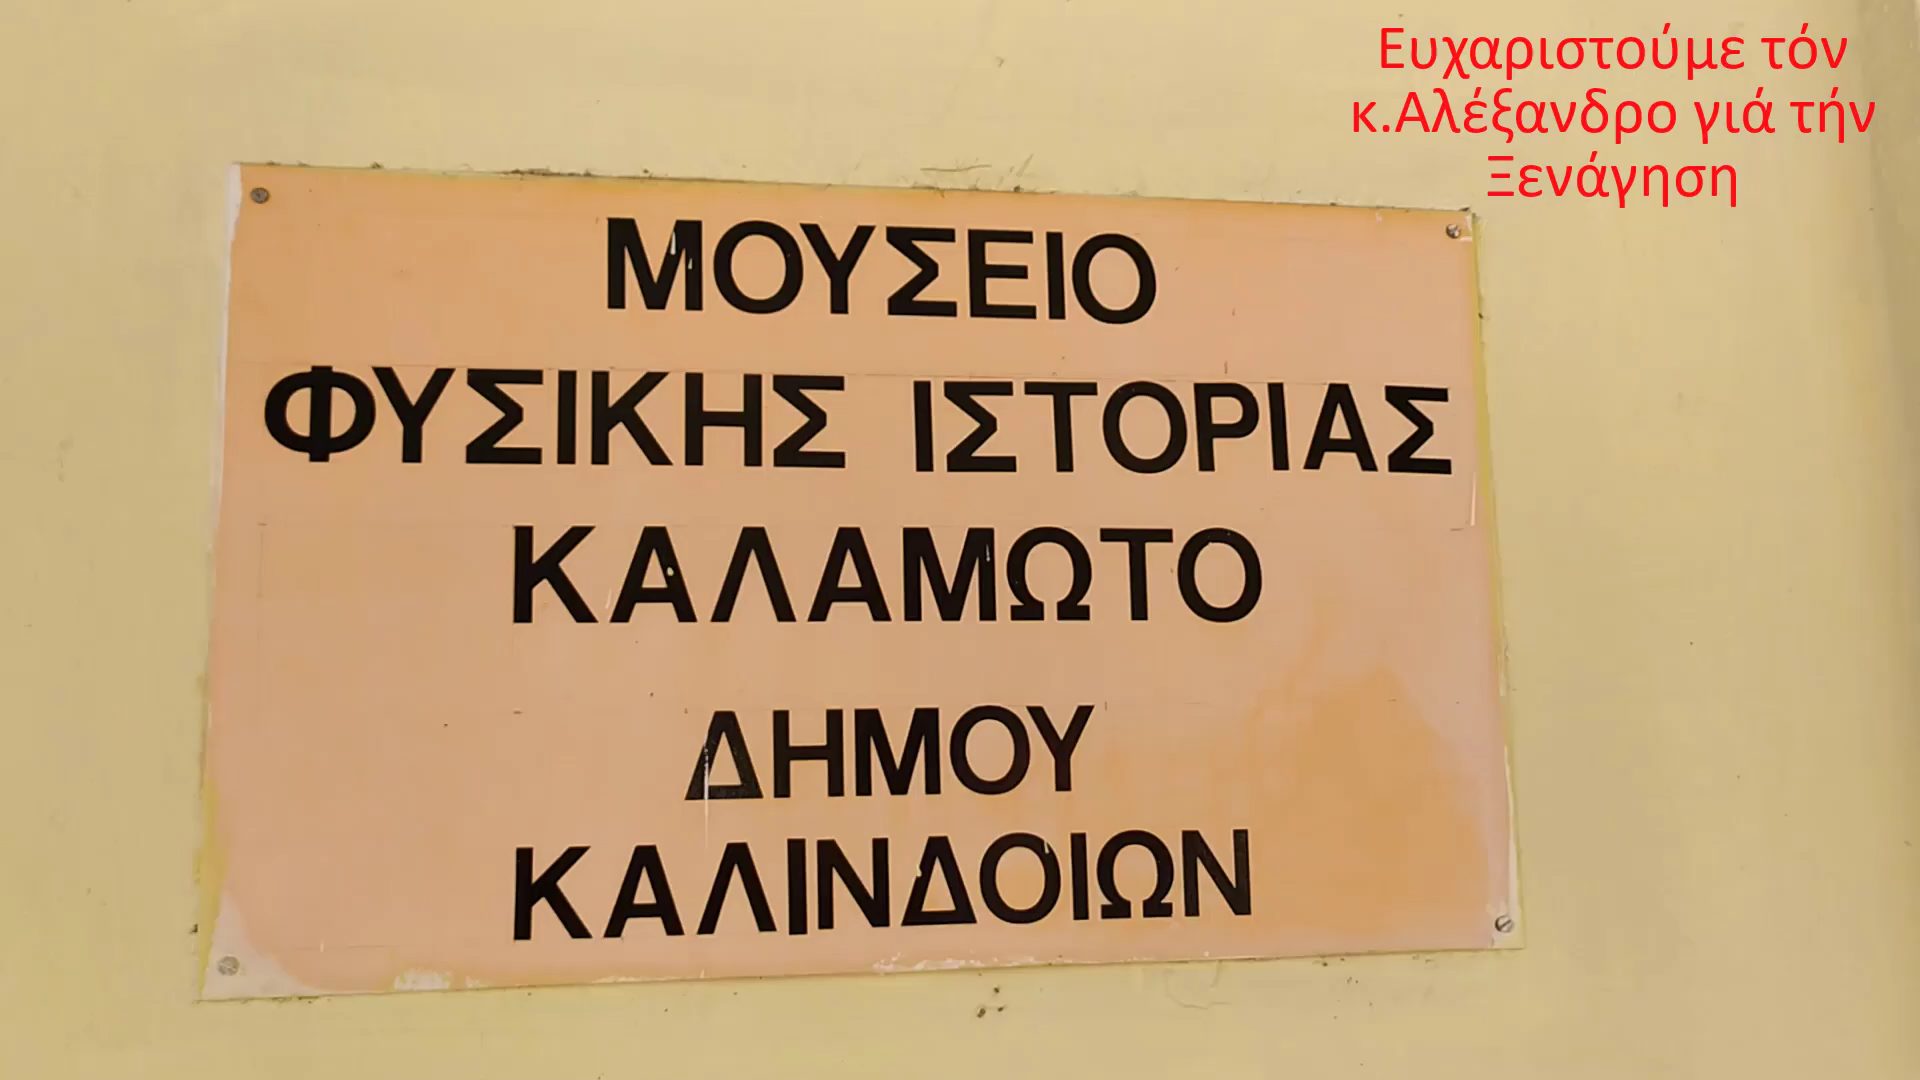 Ευχαριστούμε τόν
κ.Αλέξανδρο γιά τήν
Ξενάγηση
ΜΟΥΣΕΙΟ
ΦΥΣΙΚΗΣ ΙΣΤΟΡΙΑΣ
ΚΑΛΑΜΩΤΟ
ΔΗΜΟΥ
ΚΑΛΙΝΔΟΙΩΝ